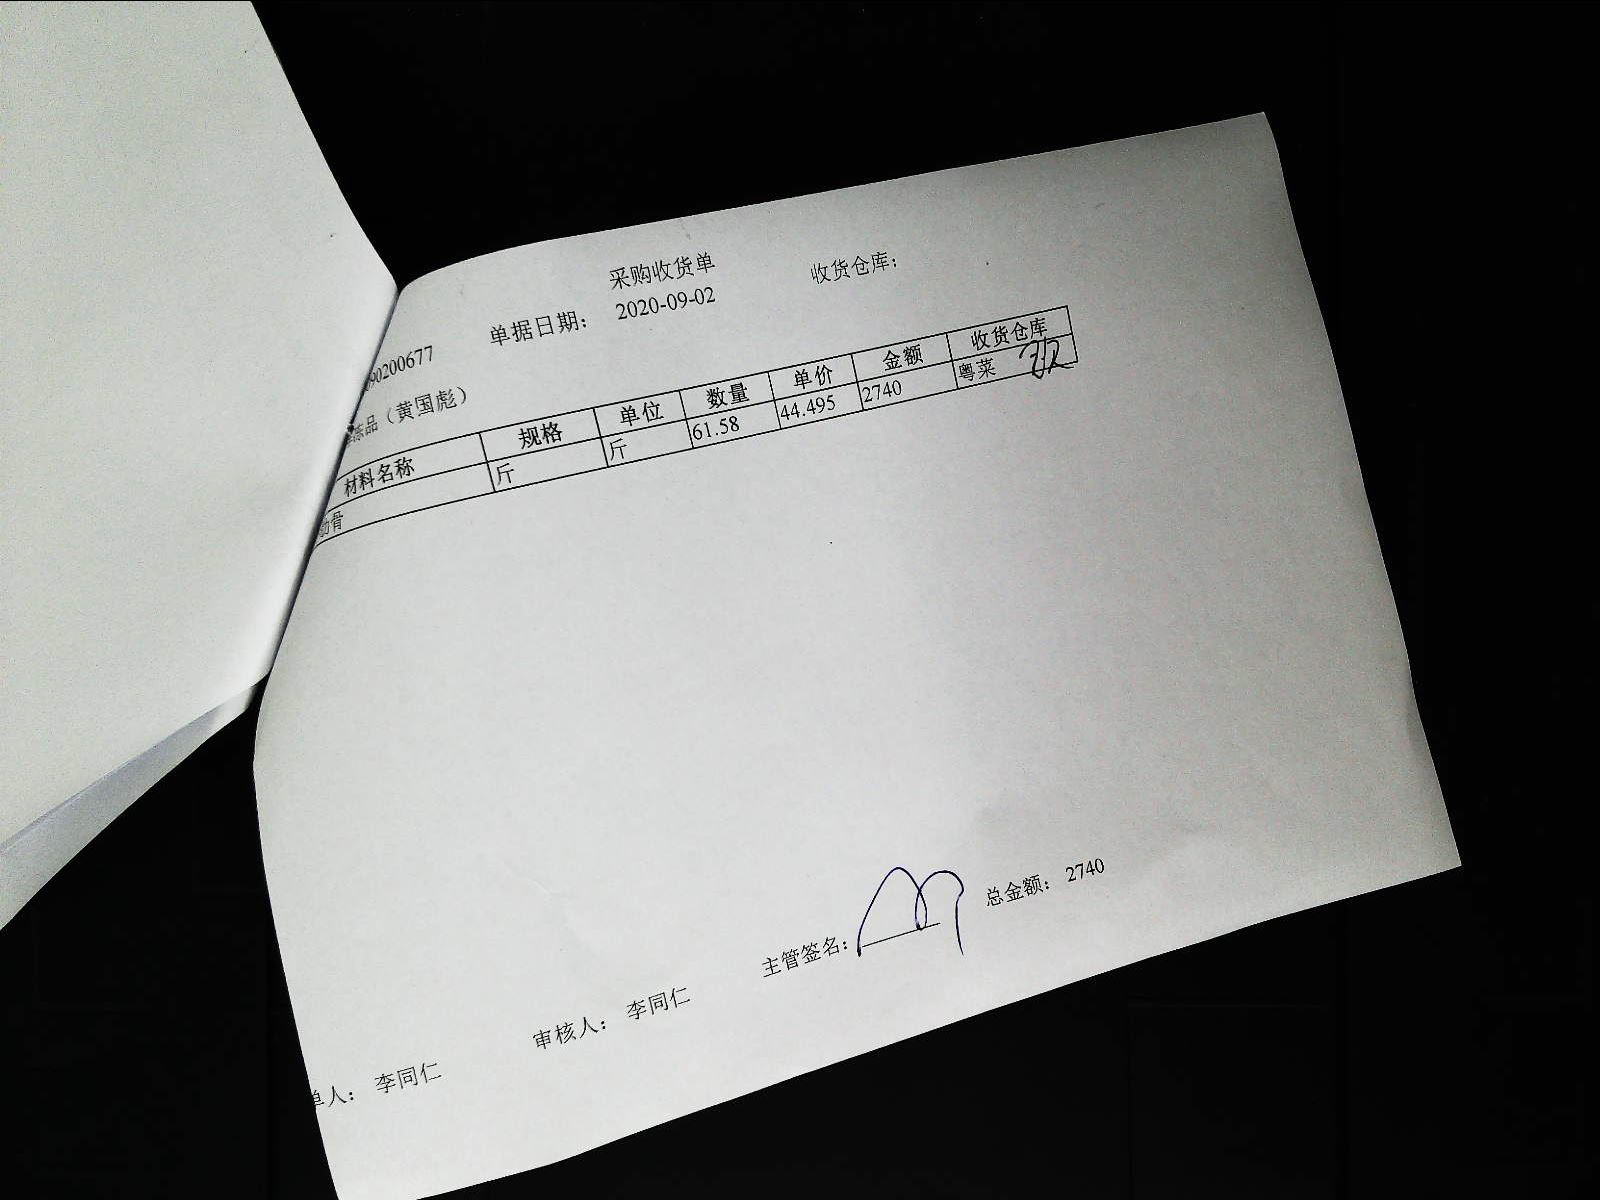 采购收货单
单据日期： 2020-09-02 收货仓库：
090200677
冻品（黄国彪）
材料名称 规格 单位 数量 单价 金额 收货仓库
肋骨 斤 斤 61.58 44.495 2740 粤菜
主管签名： 总金额： 2740
单人： 李同仁 审核人： 李同仁